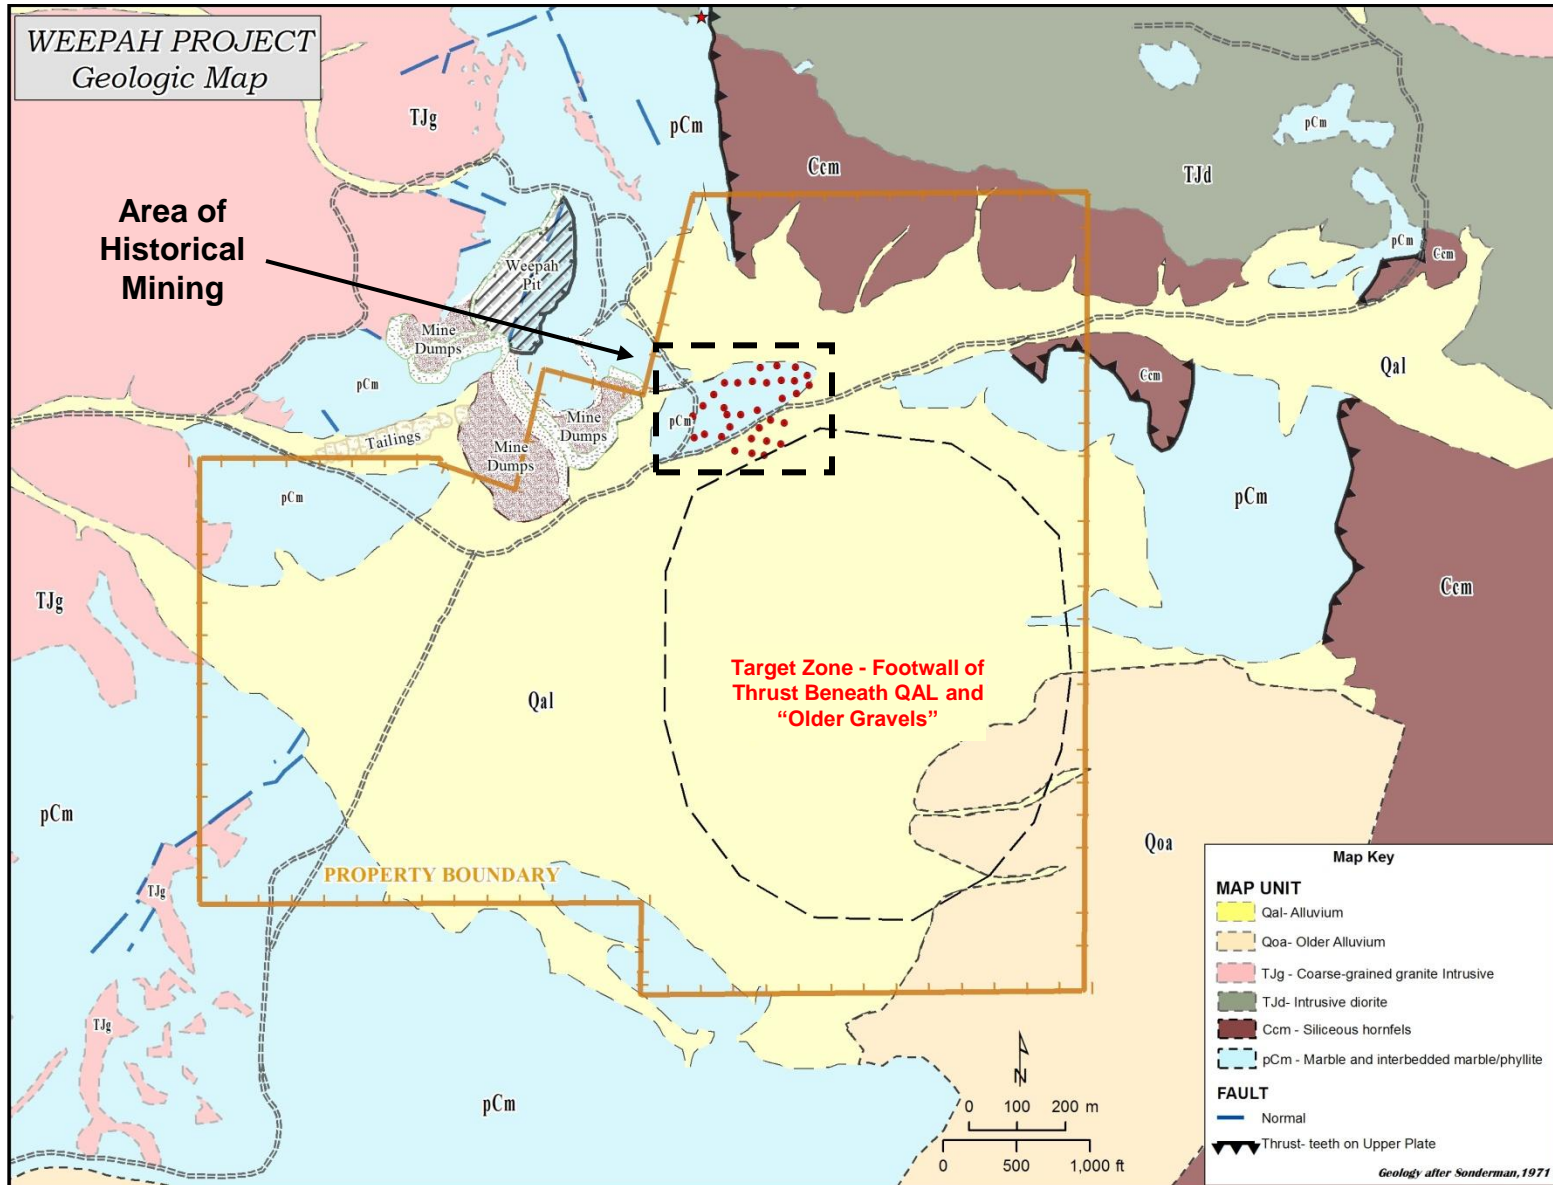 WEEPAH PROJECT
Geologic Map
TJg
pCm
Ccm
TJd
pCm
Area of
Historical
Mining
Weepah
Pit
pCm
Ccm
Mine
Dumps
pCm
Ccm
Qal
Mine
Dumps
pCm
Tailings
Mine
Dumps
pCm
pCm
TJg
Ccm
Target Zone - Footwall of
Thrust Beneath QAL and
“Older Gravels”
Qal
pCm
Qoa
PROPERTY BOUNDARY
TJg
TJg
pCm
N
0 100 200 m
0 500 1,000 ft
Map Key
MAP UNIT
Qal- Alluvium
Qoa- Older Alluvium
TJg - Coarse-grained granite Intrusive
TJd- Intrusive diorite
Ccm - Siliceous hornfels
pCm - Marble and interbedded marble/phyllite
FAULT
Normal
Thrust- teeth on Upper Plate
Geology after Sonderman,1971